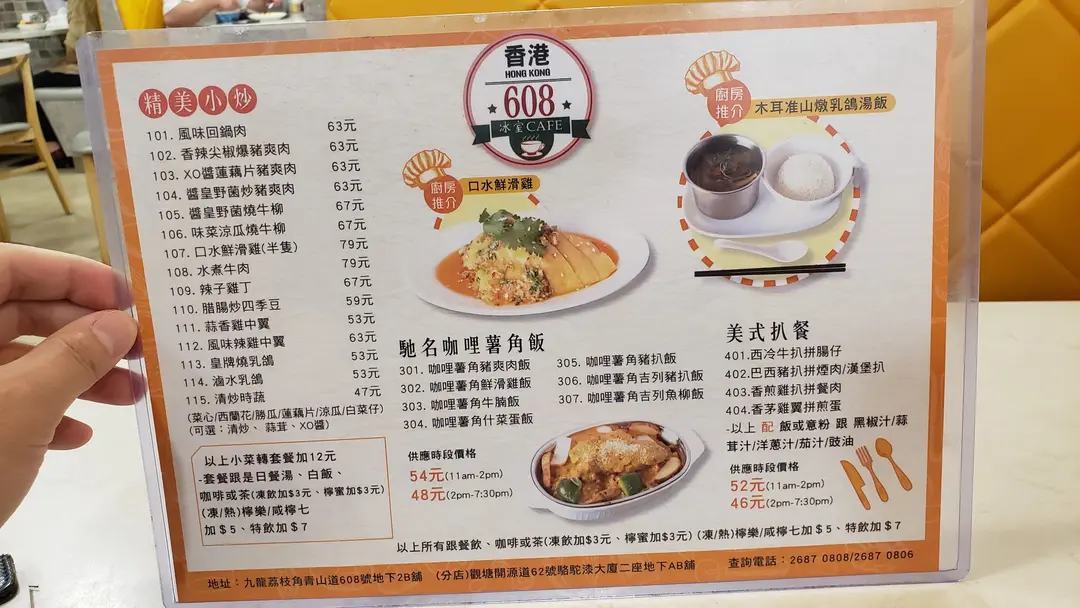 香港
HONG KONG
608
冰室CAFE
精美小炒
101. 風味回鍋肉 63元
102. 香辣尖椒爆豬爽肉 63元
103. XO醬蓮藕片豬爽肉 63元
104. 醬皇野菌炒豬爽肉 63元
105. 醬皇野菌燒牛柳 67元
106. 味菜涼瓜燒牛柳 67元
107. 口水鮮滑雞(半隻) 79元
108. 水煮牛肉 79元
109. 辣子雞丁 67元
110. 腊腸炒四季豆 59元
111. 蒜香雞中翼 53元
112. 風味辣雞中翼 63元
113. 皇牌燒乳鴿 53元
114. 滷水乳鴿 53元
115. 清炒時蔬 47元
(菜心/西蘭花/勝瓜/蓮藕片/涼瓜/白菜仔)
(可選：清炒、蒜茸、XO醬)
以上小菜轉套餐加12元
-套餐跟是日餐湯、白飯、
咖啡或茶(凍飲加$3元、檸蜜加$3元)
(凍/熱)檸樂/咸檸七
加＄5、特飲加＄7
廚房
推介
口水鮮滑雞
廚房
推介
木耳准山燉乳鴿湯飯
馳名咖哩薯角飯
301. 咖哩薯角豬爽肉飯
302. 咖哩薯角鮮滑雞飯
303. 咖哩薯角牛腩飯
304. 咖哩薯角什菜蛋飯
305. 咖哩薯角豬扒飯
306. 咖哩薯角吉列豬扒飯
307. 咖哩薯角吉列魚柳飯
供應時段價格
54元(11am-2pm)
48元(2pm-7:30pm)
美式扒餐
401.西冷牛扒拼腸仔
402.巴西豬扒拼煙肉/漢堡扒
403.香煎雞扒拼餐肉
404.香茅雞翼拼煎蛋
-以上 配 飯或意粉 跟 黑椒汁/蒜
茸汁/洋蔥汁/茄汁/豉油
供應時段價格
52元(11am-2pm)
46元(2pm-7:30pm)
以上所有跟餐飲、咖啡或茶(凍飲加$3元、檸蜜加$3元) (凍/熱)檸樂/咸檸七加＄5、特飲加＄7
地址：九龍荔枝角青山道608號地下2B舖 (分店)觀塘開源道62號駱駝漆大廈二座地下AB舖 查詢電話：2687 0808/2687 0806